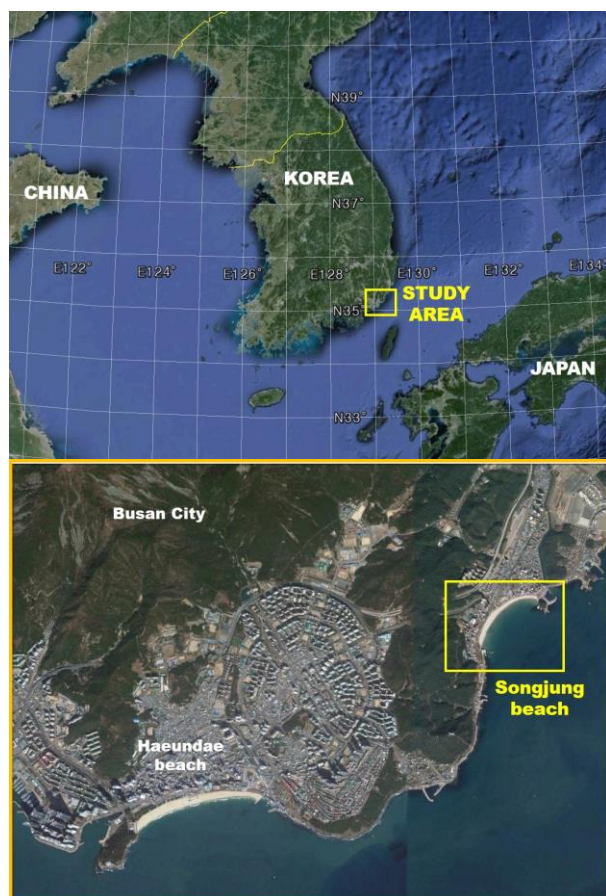 N39°
CHINA
KOREA
N37°
E122°
E124°
E126°
E128°
E130°
E132°
E134°
STUDY
AREA
N35°
JAPAN
N33°
Busan City
Songjung
beach
Haeundae
beach